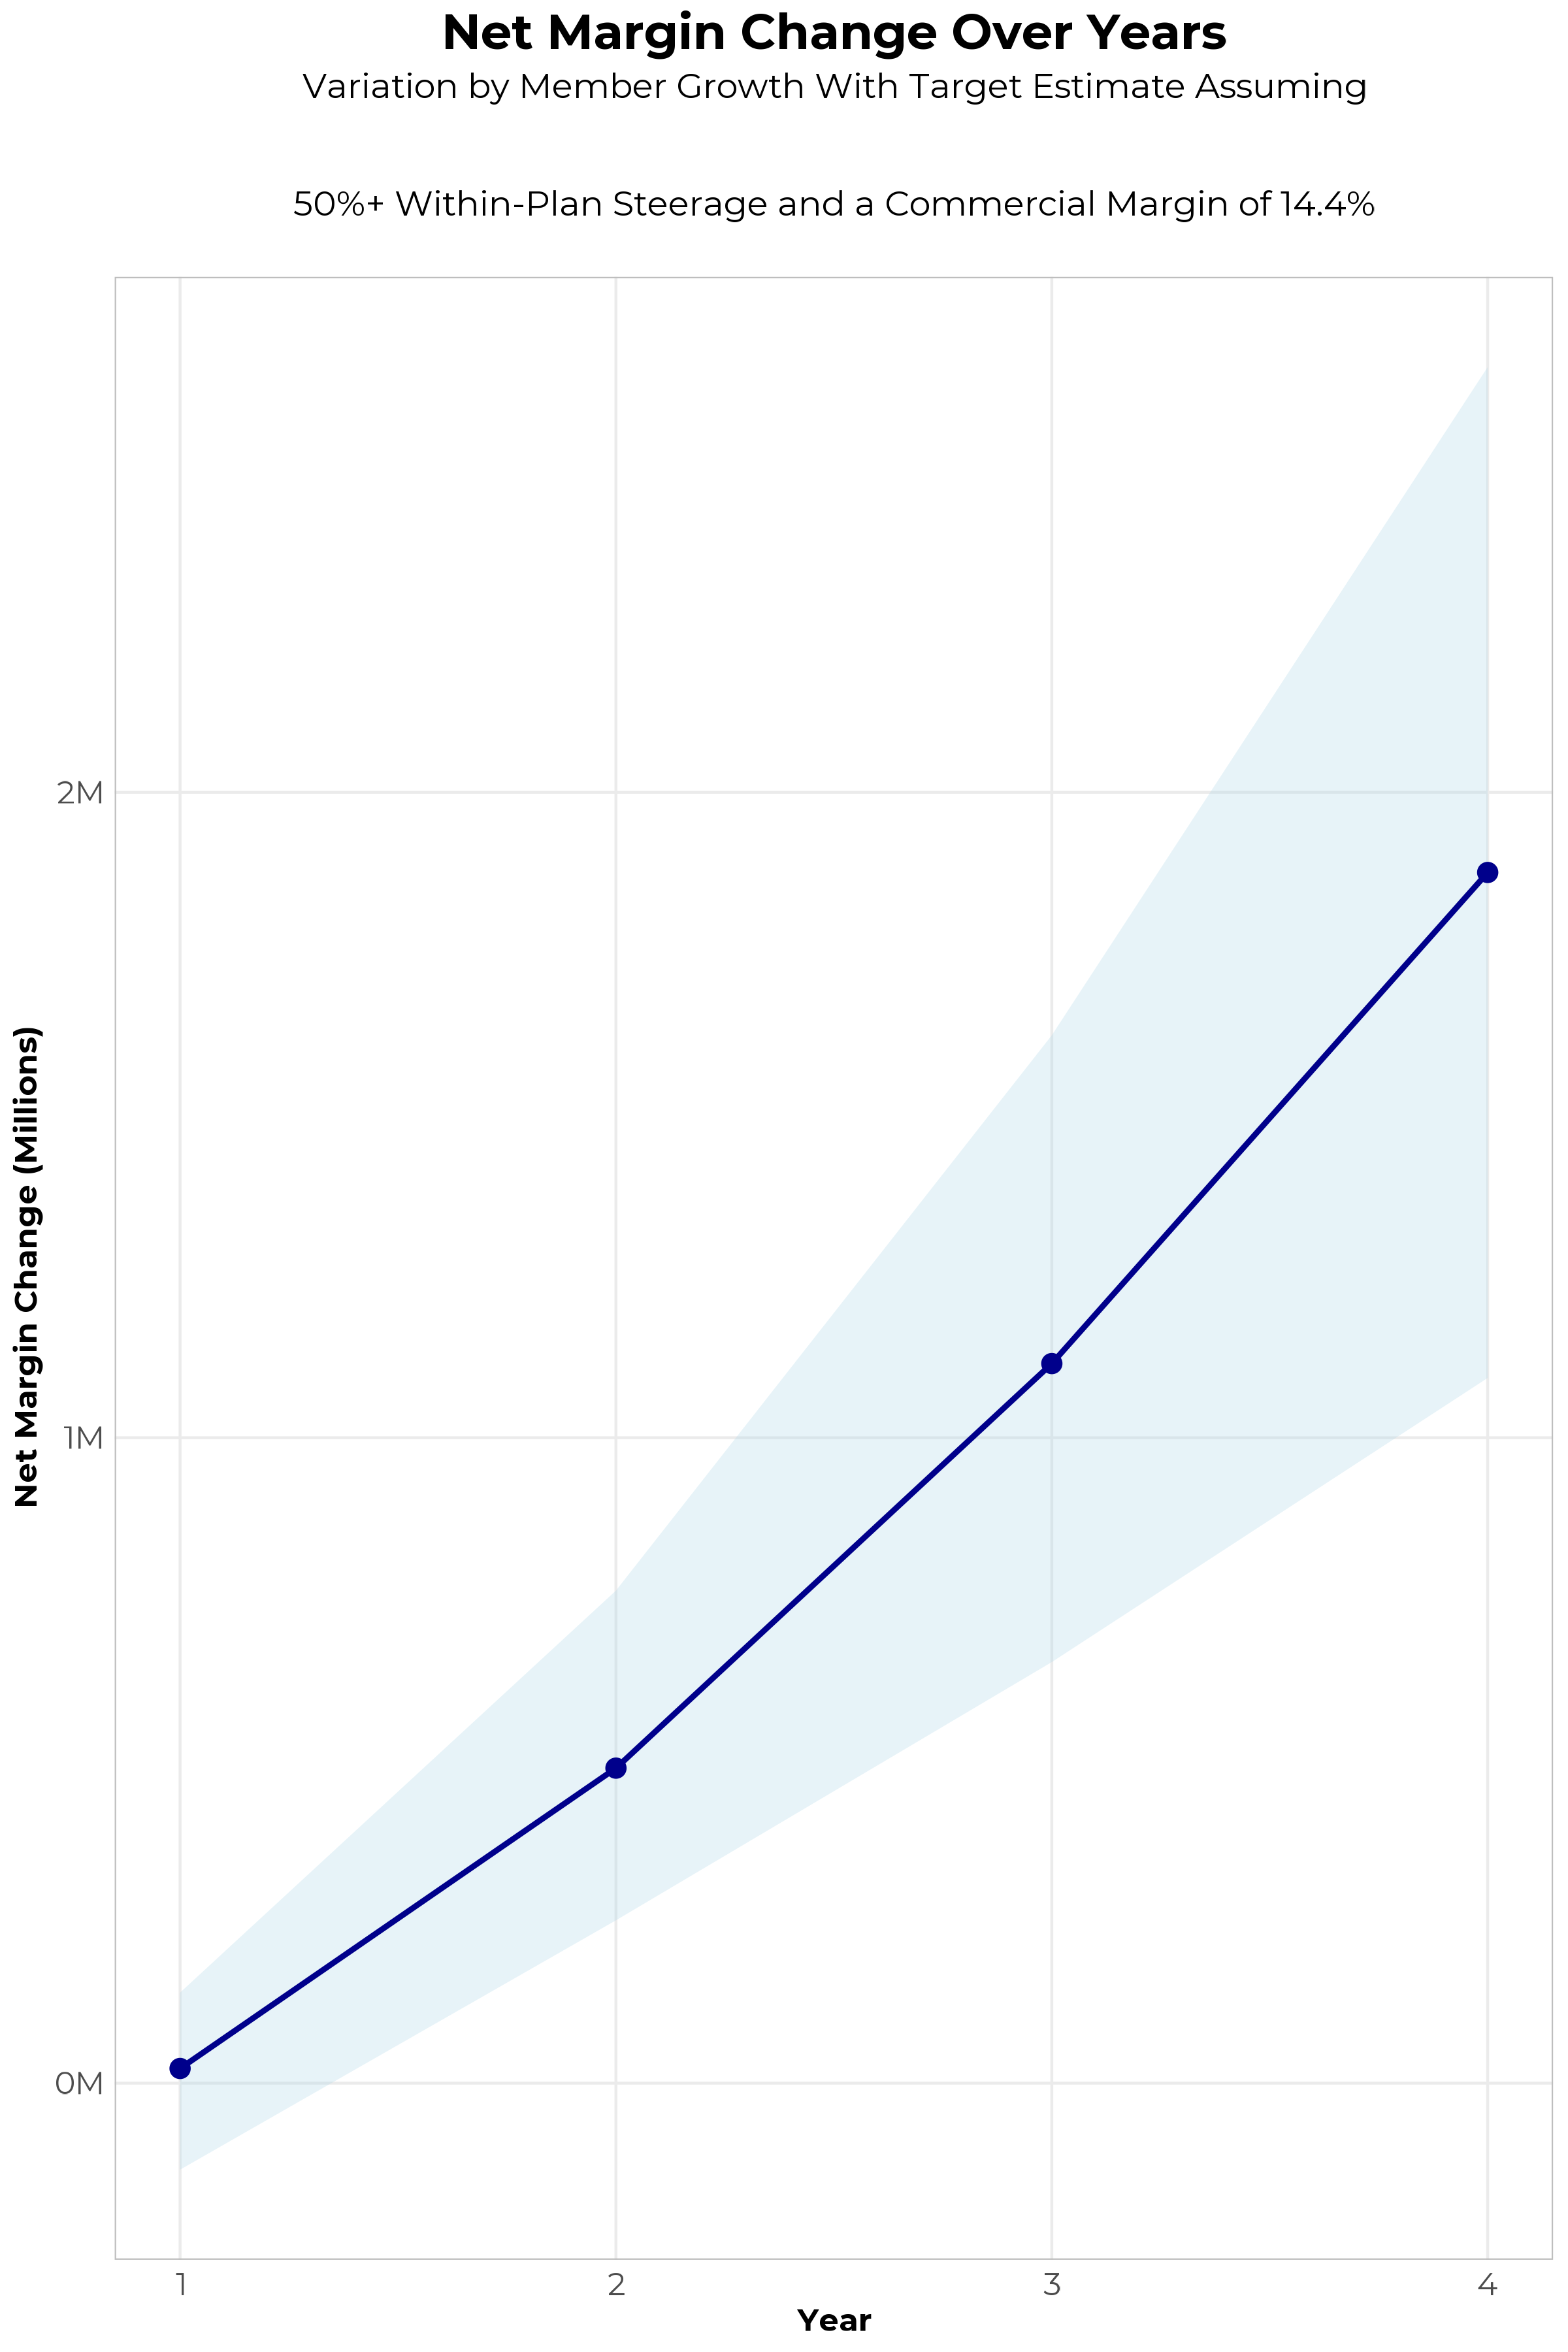 Net Margin Change Over Years
Variation by Member Growth With Target Estimate Assuming
50%+ Within-Plan Steerage and a Commercial Margin of 14.4%
Net Margin Change (Millions)
2M
1M
0M
1
2
3
4
Year